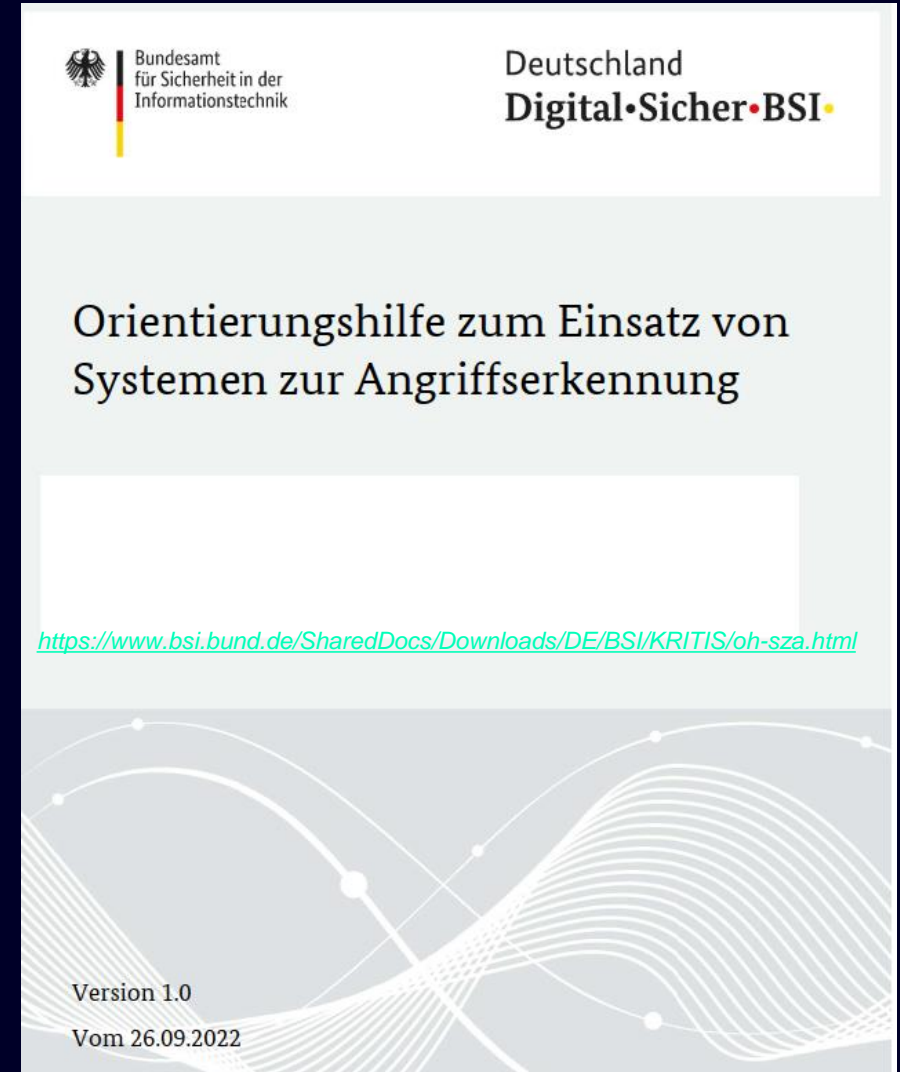 Bundesamt
für Sicherheit in der
Informationstechnik
Deutschland
Digital•Sicher•BSI•
Orientierungshilfe zum Einsatz von
Systemen zur Angriffserkennung
https://www.bsi.bund.de/SharedDocs/Downloads/DE/BSI/KRITIS/oh-sza.html
Version 1.0
Vom 26.09.2022